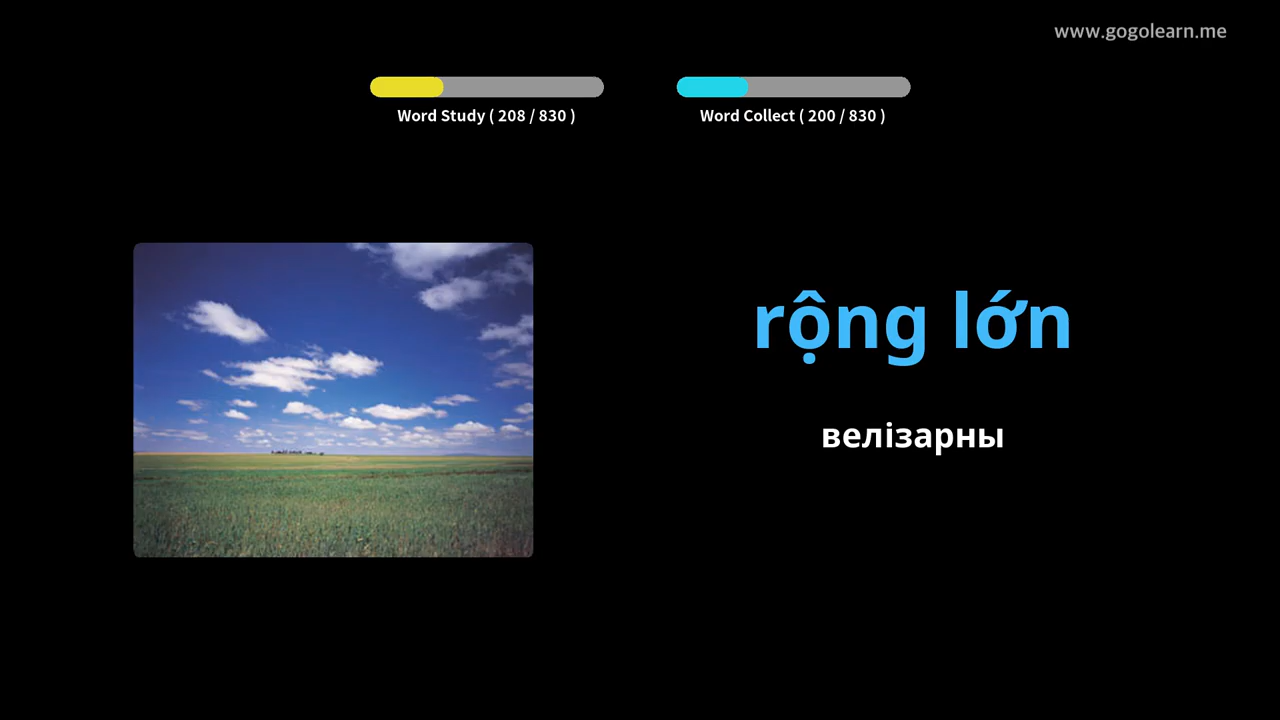 www.gogolearn.me
Word Study ( 208 / 830 )
Word Collect ( 200 / 830 )
rộng lớn
велізарны